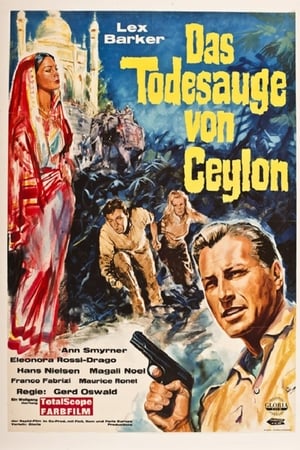 Lex
Barker
Das
Todesauge
von
Ceylon
Ann Smyrner
Eleonora Rossi-Drago
Hans Nielsen Magali Noel
Franco Fabrizi Maurice Ronet
Regie: Gerd Oswald
TotalScope
FARBFILM
GLORIA